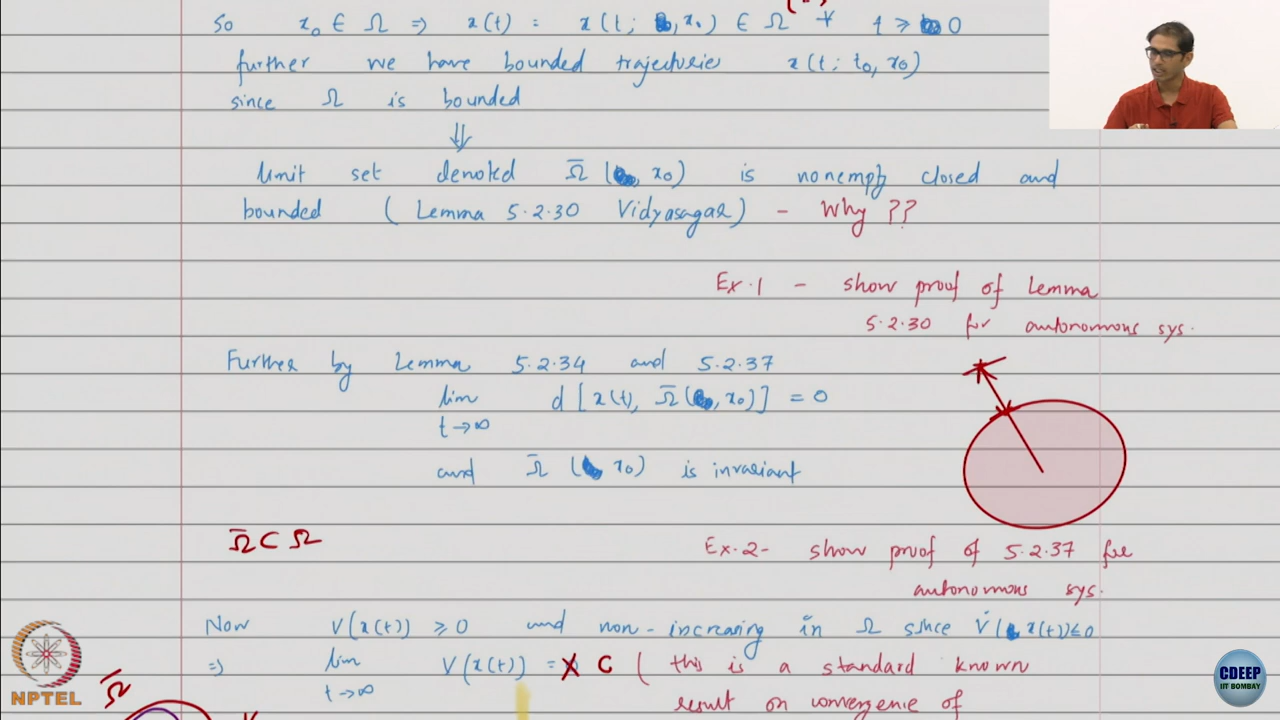 So x₀ ∈ Ω ⇒ x(t) = x(t; , x₀) ∈ Ω ∀ t ≥ 0
further we have bounded trajectories x(t; t₀, x₀)
since Ω is bounded
⇓
limit set denoted Ω̄ ( x₀) is nonempty closed and
bounded ( Lemma 5.2.30 Vidyasagar) - Why ??
Ex.1 - show proof of Lemma
5.2.30 for autonomous sys.
Further by Lemma 5.2.34 and 5.2.37
lim d [x(t), Ω̄( , x₀)] = 0
t→∞
and Ω̄ ( x₀) is invariant
Ω̄ ⊂ Ω
Ex.2- show proof of 5.2.37 for
autonomous sys.
Now V(x(t)) ≥ 0 and non-increasing in Ω since V̇( x(t)) ≤ 0
⇒ lim V(x(t)) = C ( this is a standard known
t→∞ result on convergence of
Ω̄
NPTEL
CDEEP
IIT BOMBAY